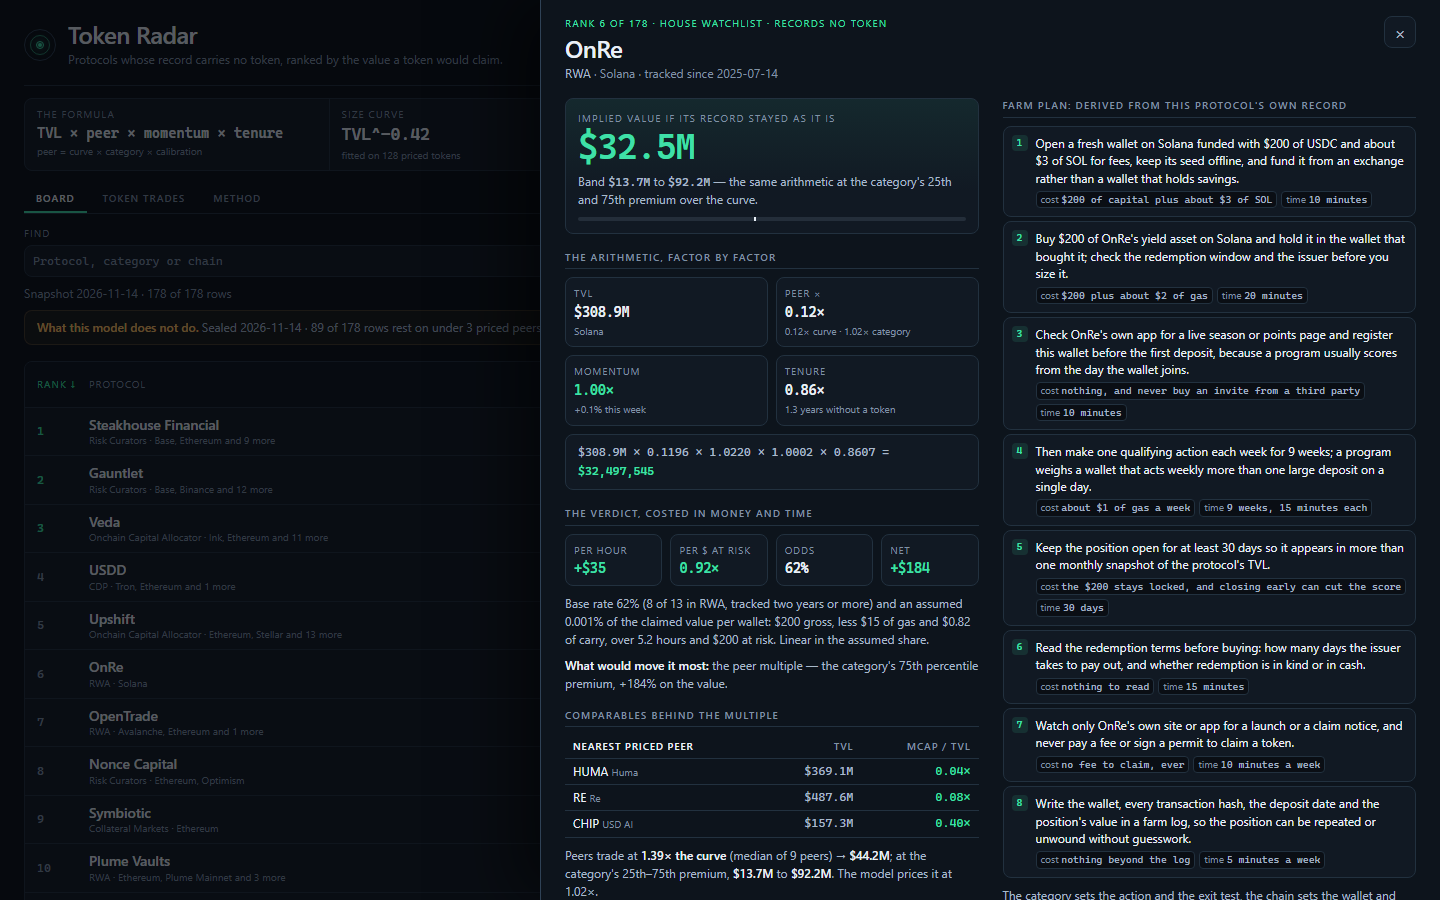 Token Radar
Protocols whose record carries no token, ranked by the value a token would claim.
THE FORMULA
TVL × peer × momentum × tenure
peer = curve × category × calibration
SIZE CURVE
TVL^−0.42
fitted on 128 priced tokens
BOARD
TOKEN TRADES
METHOD
FIND
Protocol, category or chain
Snapshot 2026-11-14 · 178 of 178 rows
What this model does not do. Sealed 2026-11-14 · 89 of 178 rows rest on under 3 priced peers
RANK ↓ PROTOCOL
1 Steakhouse Financial
Risk Curators · Base, Ethereum and 9 more
2 Gauntlet
Risk Curators · Base, Binance and 12 more
3 Veda
Onchain Capital Allocator · Ink, Ethereum and 11 more
4 USDD
CDP · Tron, Ethereum and 1 more
5 Upshift
Onchain Capital Allocator · Ethereum, Stellar and 13 more
6 OnRe
RWA · Solana
7 OpenTrade
RWA · Avalanche, Ethereum and 1 more
8 Nonce Capital
Risk Curators · Ethereum, Optimism
9 Symbiotic
Collateral Markets · Ethereum
10 Plume Vaults
RWA · Ethereum, Plume Mainnet and 3 more
RANK 6 OF 178 · HOUSE WATCHLIST · RECORDS NO TOKEN
OnRe
RWA · Solana · tracked since 2025-07-14
×
IMPLIED VALUE IF ITS RECORD STAYED AS IT IS
$32.5M
Band $13.7M to $92.2M — the same arithmetic at the category's 25th
and 75th premium over the curve.
THE ARITHMETIC, FACTOR BY FACTOR
TVL
$308.9M
Solana
PEER ×
0.12×
0.12× curve · 1.02× category
MOMENTUM
1.00×
+0.1% this week
TENURE
0.86×
1.3 years without a token
$308.9M × 0.1196 × 1.0220 × 1.0002 × 0.8607 =
$32,497,545
THE VERDICT, COSTED IN MONEY AND TIME
PER HOUR
+$35
PER $ AT RISK
0.92×
ODDS
62%
NET
+$184
Base rate 62% (8 of 13 in RWA, tracked two years or more) and an assumed
0.001% of the claimed value per wallet: $200 gross, less $15 of gas and $0.82
of carry, over 5.2 hours and $200 at risk. Linear in the assumed share.
What would move it most: the peer multiple — the category's 75th percentile
premium, +184% on the value.
COMPARABLES BEHIND THE MULTIPLE
NEAREST PRICED PEER TVL MCAP / TVL
HUMA Huma $369.1M 0.04×
RE Re $487.6M 0.08×
CHIP USD AI $157.3M 0.40×
Peers trade at 1.39× the curve (median of 9 peers) → $44.2M; at the
category's 25th–75th premium, $13.7M to $92.2M. The model prices it at
1.02×.
FARM PLAN: DERIVED FROM THIS PROTOCOL'S OWN RECORD
1 Open a fresh wallet on Solana funded with $200 of USDC and about
$3 of SOL for fees, keep its seed offline, and fund it from an exchange
rather than a wallet that holds savings.
cost $200 of capital plus about $3 of SOL time 10 minutes
2 Buy $200 of OnRe's yield asset on Solana and hold it in the wallet that
bought it; check the redemption window and the issuer before you
size it.
cost $200 plus about $2 of gas time 20 minutes
3 Check OnRe's own app for a live season or points page and register
this wallet before the first deposit, because a program usually scores
from the day the wallet joins.
cost nothing, and never buy an invite from a third party
time 10 minutes
4 Then make one qualifying action each week for 9 weeks; a program
weighs a wallet that acts weekly more than one large deposit on a
single day.
cost about $1 of gas a week time 9 weeks, 15 minutes each
5 Keep the position open for at least 30 days so it appears in more than
one monthly snapshot of the protocol's TVL.
cost the $200 stays locked, and closing early can cut the score
time 30 days
6 Read the redemption terms before buying: how many days the issuer
takes to pay out, and whether redemption is in kind or in cash.
cost nothing to read time 15 minutes
7 Watch only OnRe's own site or app for a launch or a claim notice, and
never pay a fee or sign a permit to claim a token.
cost no fee to claim, ever time 10 minutes a week
8 Write the wallet, every transaction hash, the deposit date and the
position's value in a farm log, so the position can be repeated or
unwound without guesswork.
cost nothing beyond the log time 5 minutes a week
The category sets the action and the exit test, the chain sets the wallet and